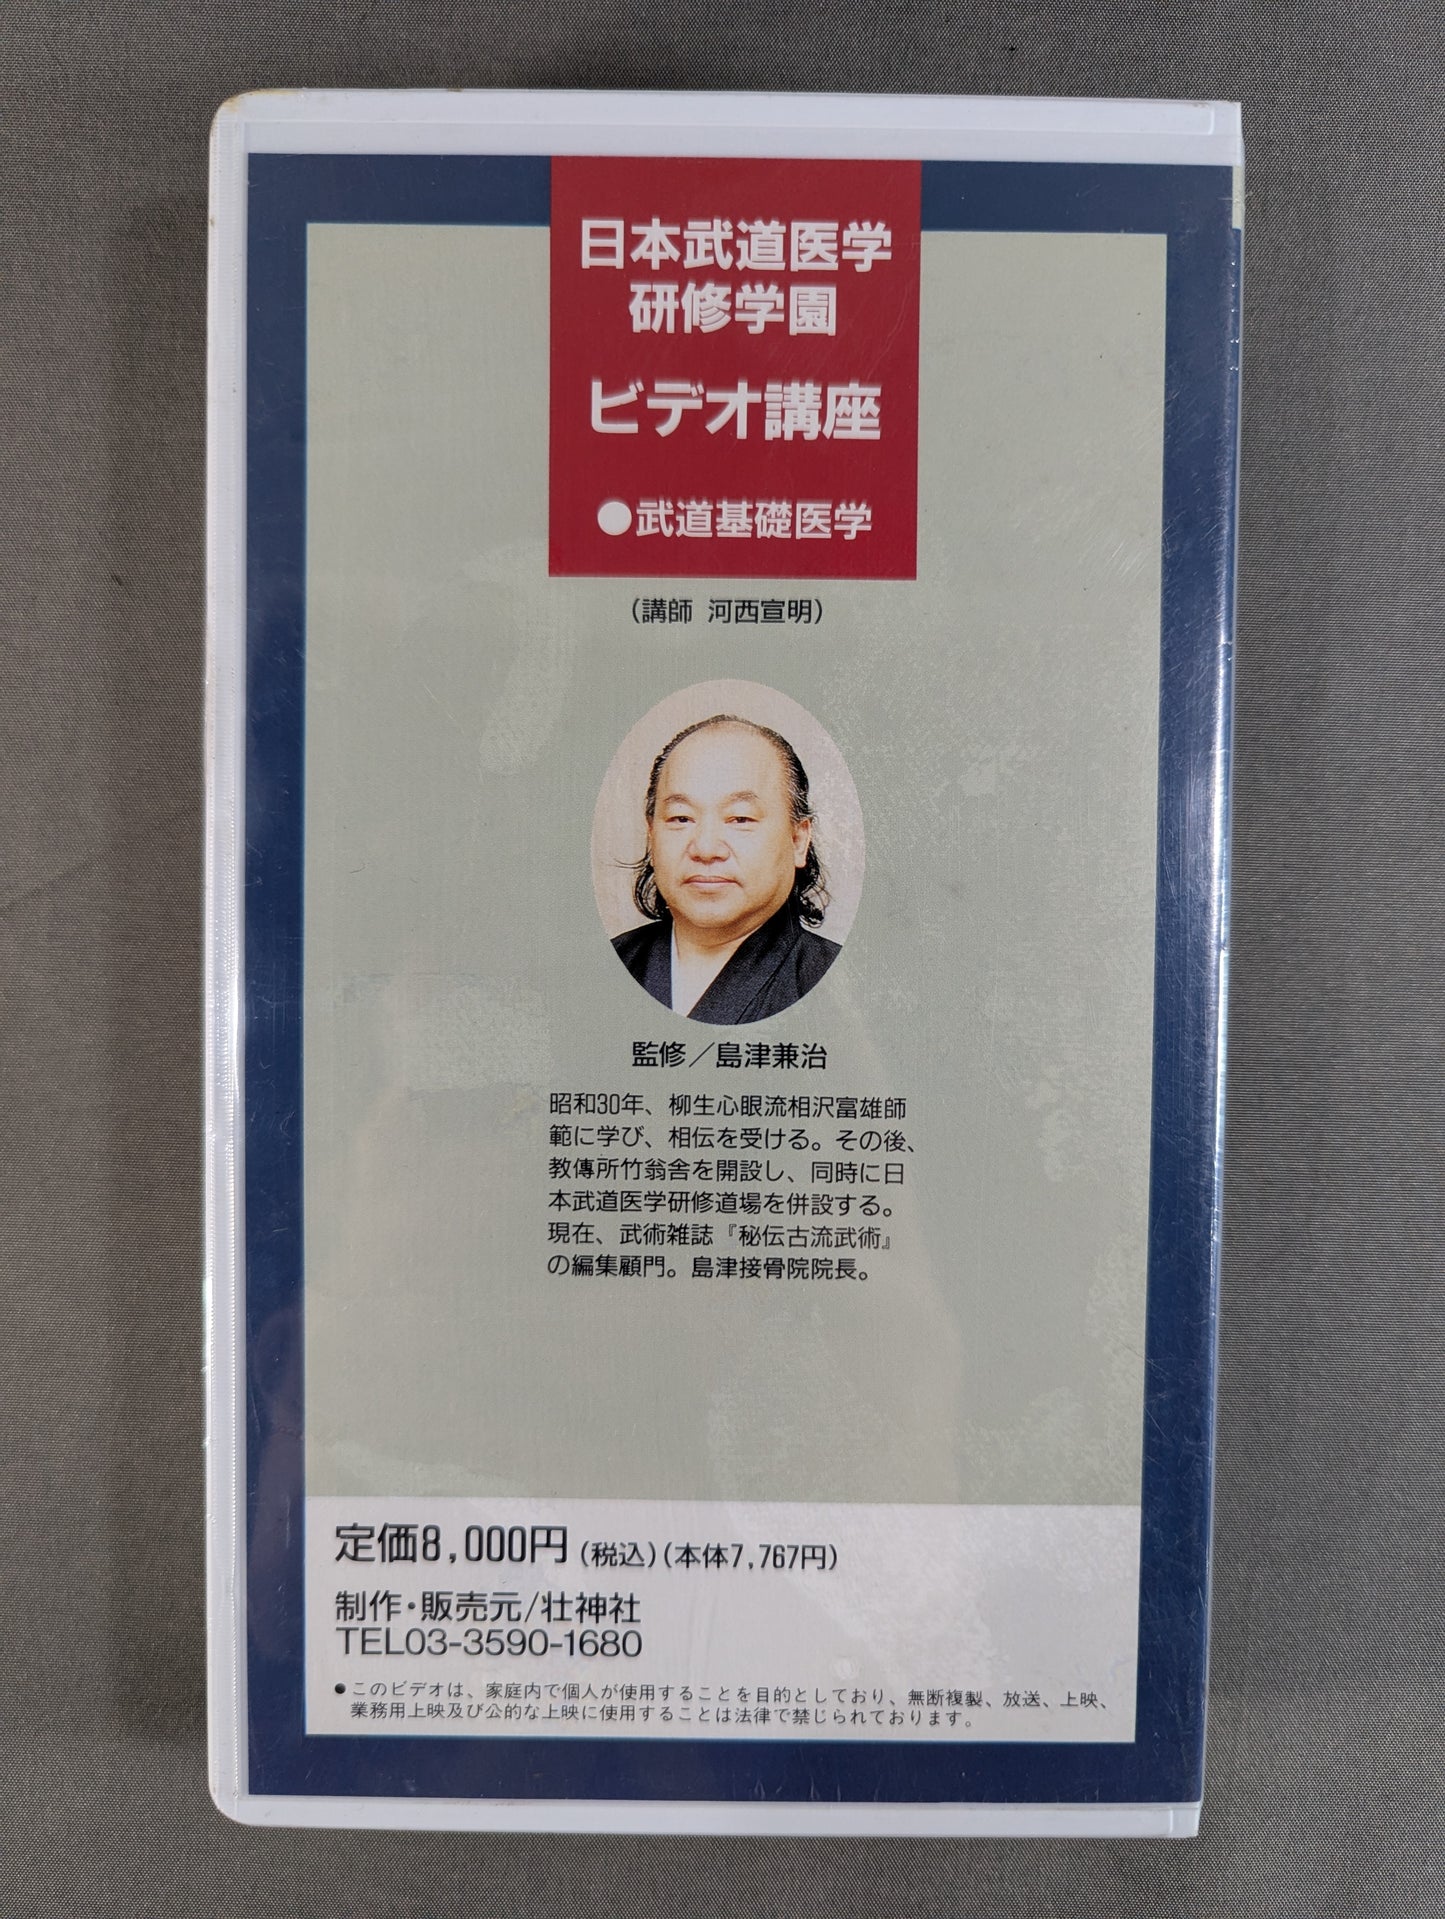 日本武道医学
研修学園
ビデオ講座
●武道基礎医学
(講師 河西宣明)
監修／島津兼治
昭和30年、柳生心眼流相沢富雄師
範に学び、相伝を受ける。その後、
教傳所竹翁舎を開設し、同時に日
本武道医学研修道場を併設する。
現在、武術雑誌『秘伝古流武術』
の編集顧門。島津接骨院院長。
定価8,000円(税込)(本体7,767円)
制作・販売元/壮神社
TEL03-3590-1680
●このビデオは、家庭内で個人が使用することを目的としており、無断複製、放送、上映、
業務用上映及び公的な上映に使用することは法律で禁じられております。